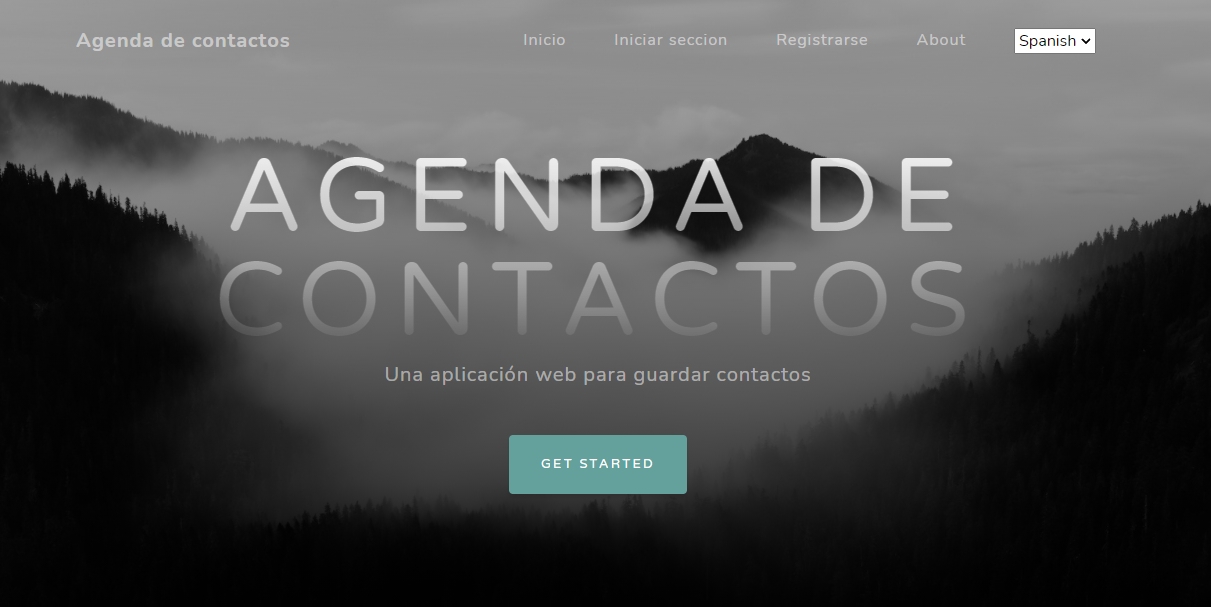 Agenda de contactos
Inicio
Iniciar seccion
Registrarse
About
Spanish
AGENDA DE
CONTACTOS
Una aplicación web para guardar contactos
GET STARTED